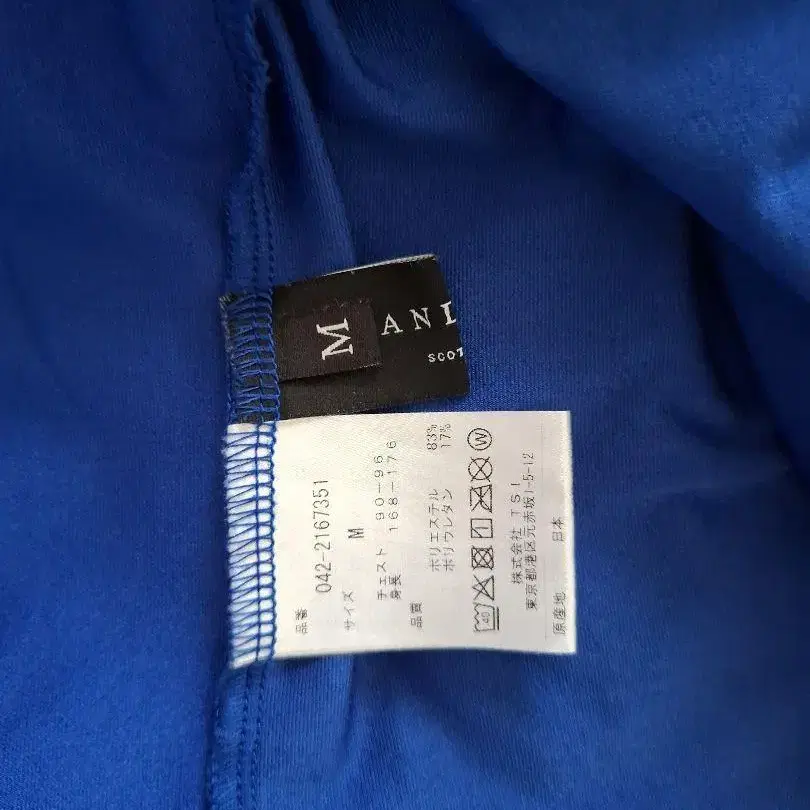 M
ANL
SCOT
品番 042-2167351
サイズ M
チェスト 90-96
身長 168-176
品質 ポリエステル 83%
ポリウレタン 17%
40 W
株式会社 TSI
東京都港区元赤坂1-5-12
原産地 日本